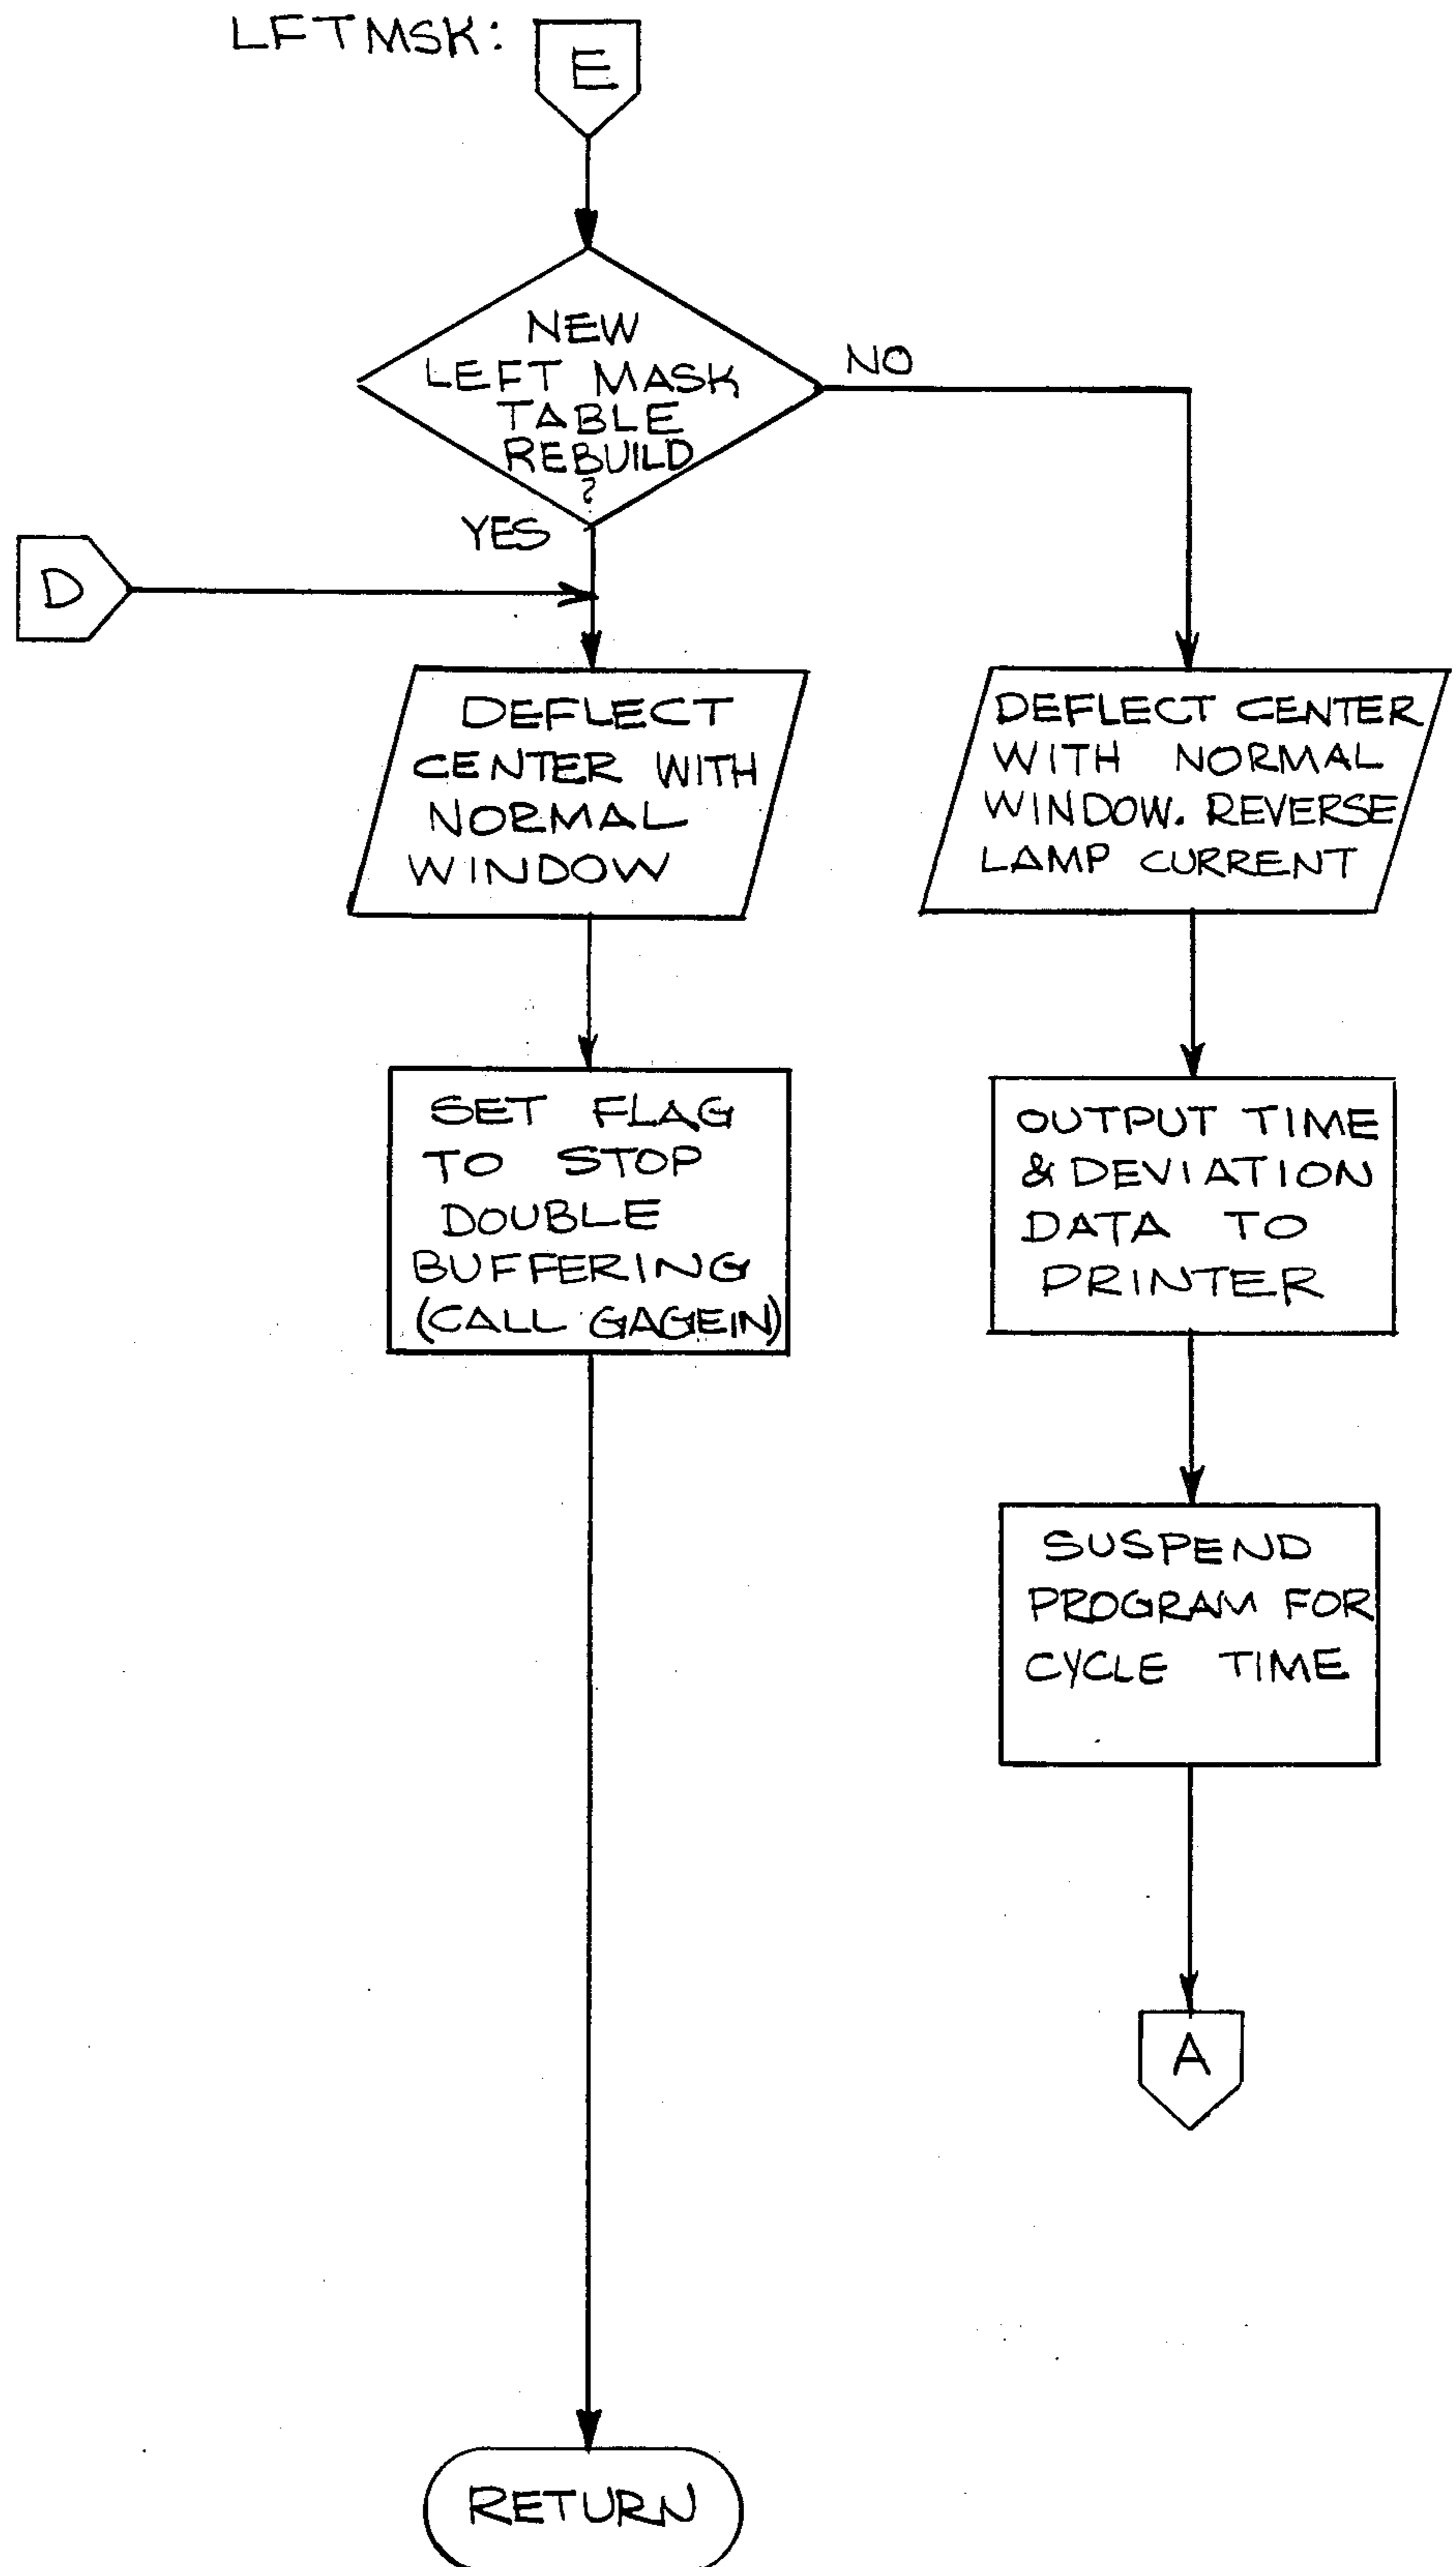 LFTMSK:
E
NEW
LEFT MASK
TABLE
REBUILD
?
NO
YES
D
DEFLECT
CENTER WITH
NORMAL
WINDOW
DEFLECT CENTER
WITH NORMAL
WINDOW. REVERSE
LAMP CURRENT
SET FLAG
TO STOP
DOUBLE
BUFFERING
(CALL GAGEIN)
OUTPUT TIME
& DEVIATION
DATA TO
PRINTER
SUSPEND
PROGRAM FOR
CYCLE TIME
A
RETURN